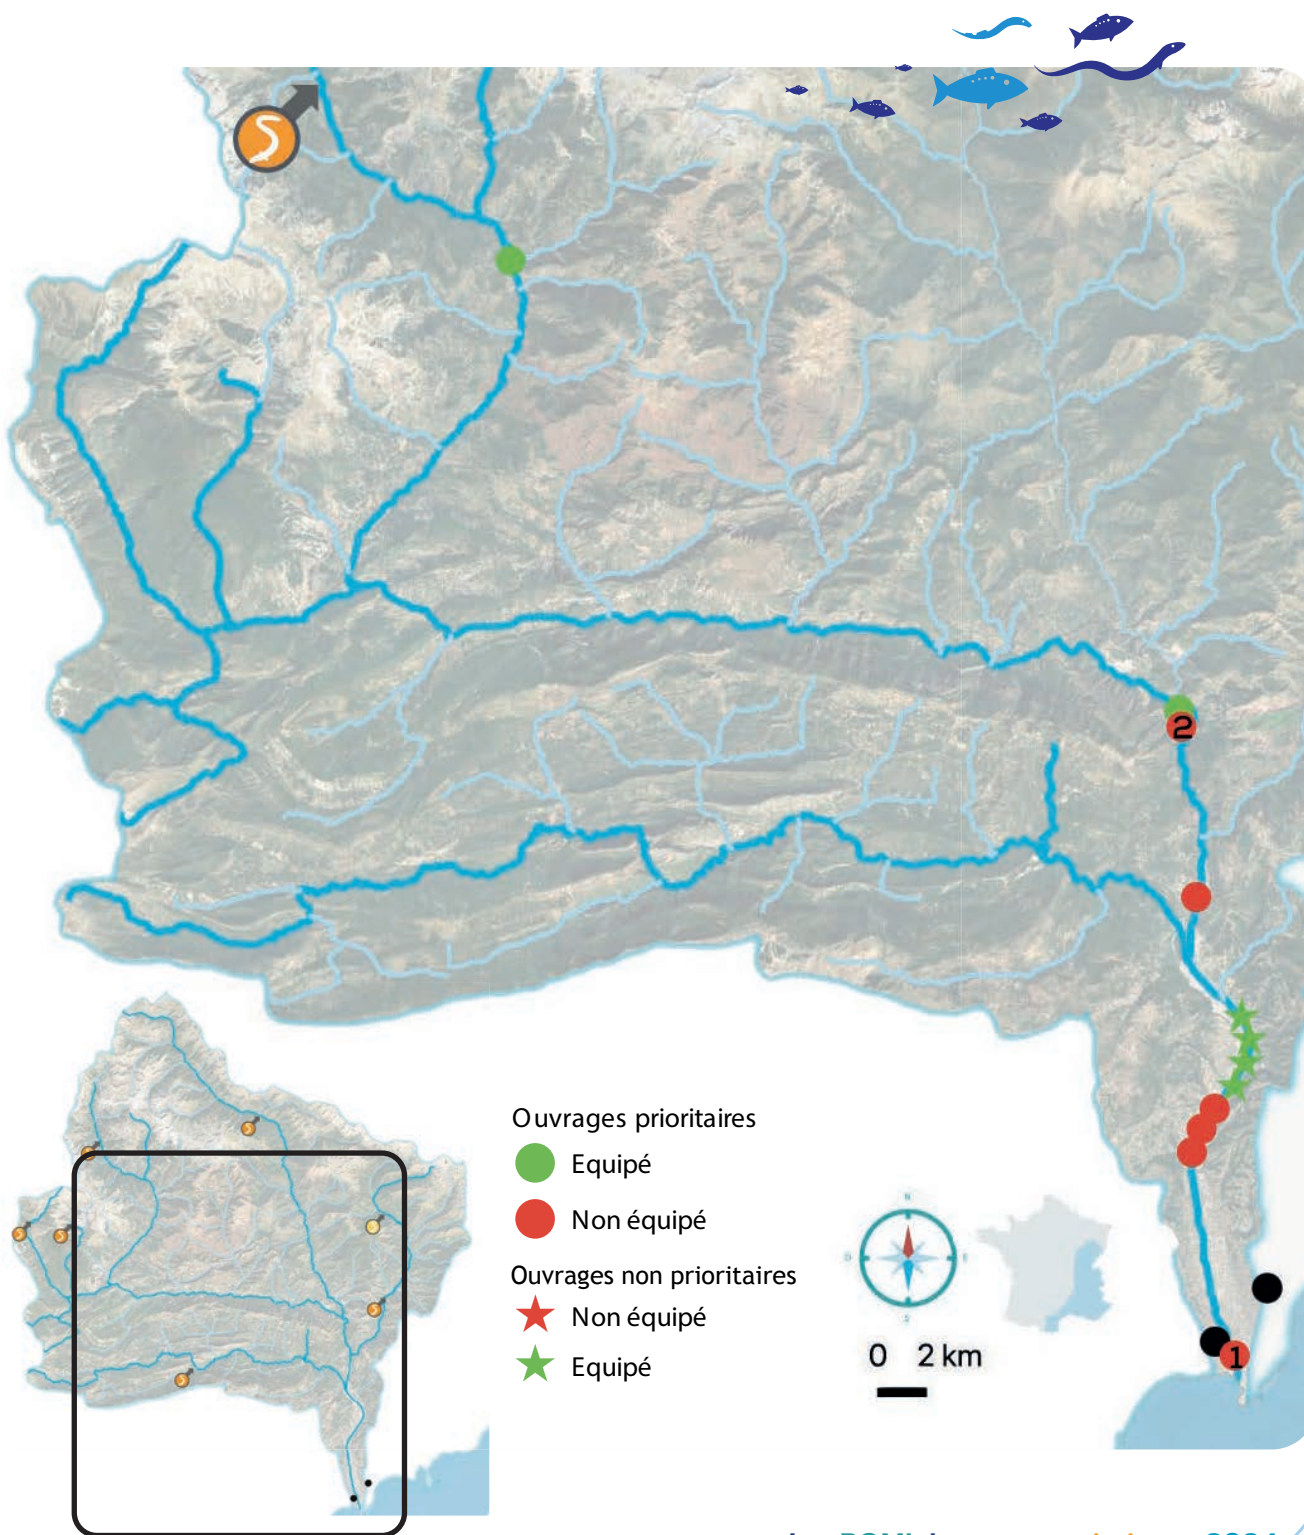 2
Ouvrages prioritaires
Equipé
Non équipé
Ouvrages non prioritaires
Non équipé
Equipé
N
S
0 2 km
1